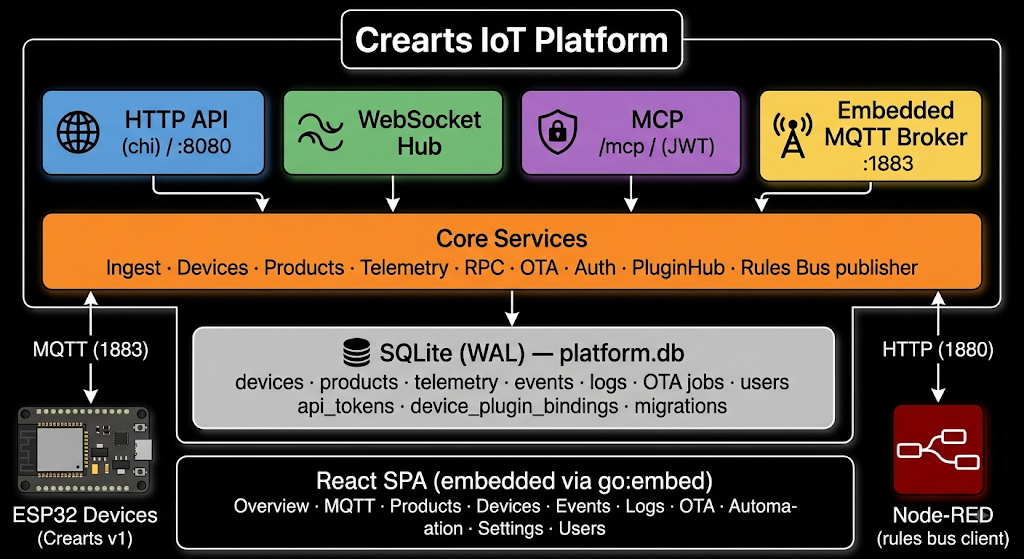 Crearts IoT Platform
HTTP API
(chi) / :8080
WebSocket
Hub
MCP
/mcp / (JWT)
Embedded
MQTT Broker
:1883
Core Services
Ingest · Devices · Products · Telemetry · RPC · OTA · Auth · PluginHub · Rules Bus publisher
MQTT (1883)
HTTP (1880)
SQLite (WAL) — platform.db
devices · products · telemetry · events · logs · OTA jobs · users
api_tokens · device_plugin_bindings · migrations
ESP32 Devices
(Crearts v1)
React SPA (embedded via go:embed)
Overview · MQTT · Products · Devices · Events · Logs · OTA · Automa-
ation · Settings · Users
Node-RED
(rules bus client)